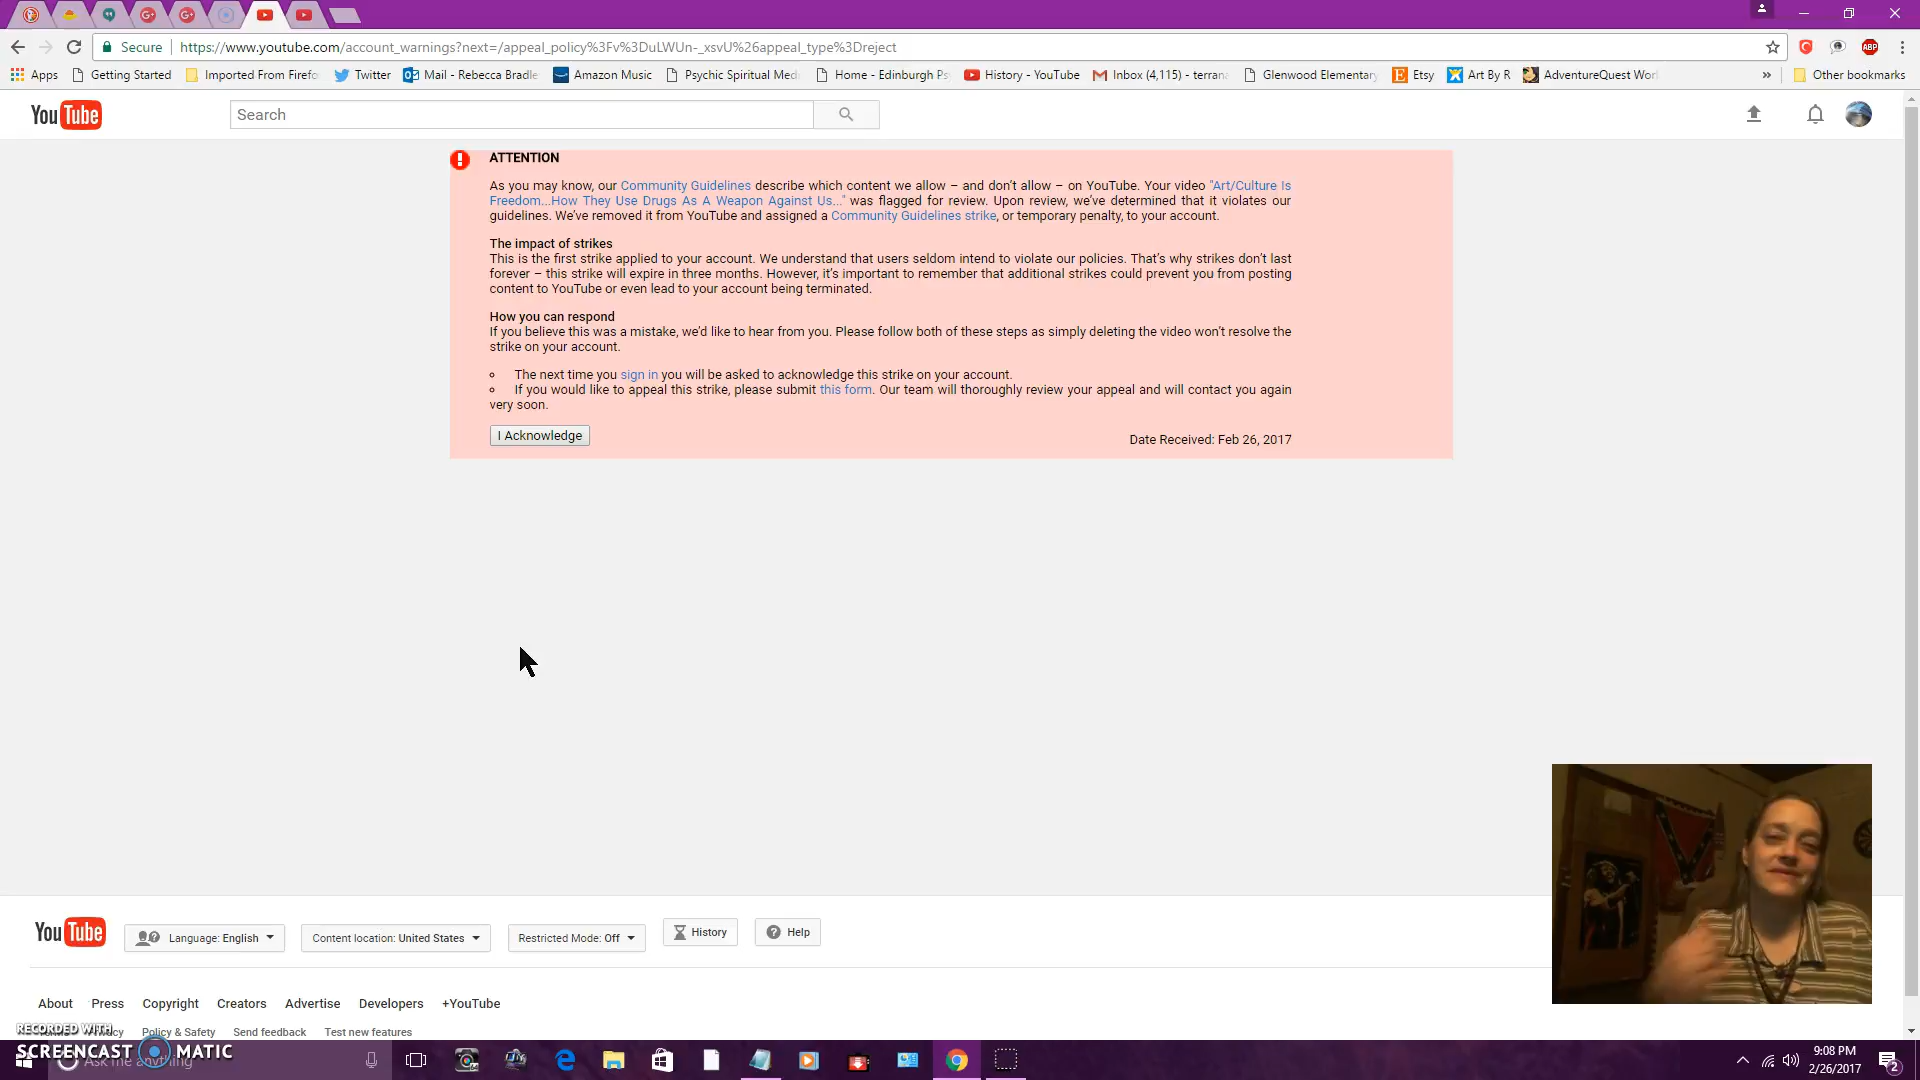 Secure https://www.youtube.com/account_warnings?next=/appeal_policy%3Fv%3DuLWUn-_xsvU%26appeal_type%3Dreject
Apps Getting Started Imported From Firefo Twitter Mail - Rebecca Bradle Amazon Music Psychic Spiritual Med Home - Edinburgh Ps History - YouTube Inbox (4,115) - terran Glenwood Elementary Etsy Art By R AdventureQuest Worl » Other bookmarks
YouTube Search
ATTENTION
As you may know, our Community Guidelines describe which content we allow – and don't allow – on YouTube. Your video "Art/Culture Is
Freedom...How They Use Drugs As A Weapon Against Us..." was flagged for review. Upon review, we've determined that it violates our
guidelines. We've removed it from YouTube and assigned a Community Guidelines strike, or temporary penalty, to your account.
The impact of strikes
This is the first strike applied to your account. We understand that users seldom intend to violate our policies. That's why strikes don't last
forever – this strike will expire in three months. However, it's important to remember that additional strikes could prevent you from posting
content to YouTube or even lead to your account being terminated.
How you can respond
If you believe this was a mistake, we'd like to hear from you. Please follow both of these steps as simply deleting the video won't resolve the
strike on your account.
The next time you sign in you will be asked to acknowledge this strike on your account.
If you would like to appeal this strike, please submit this form. Our team will thoroughly review your appeal and will contact you again
very soon.
I Acknowledge Date Received: Feb 26, 2017
YouTube Language: English Content location: United States Restricted Mode: Off History Help
About Press Copyright Creators Advertise Developers +YouTube
RECORDED WITH
Policy & Safety Send feedback Test new features
SCREENCAST MATIC
Ask me anything
9:08 PM
2/26/2017
2